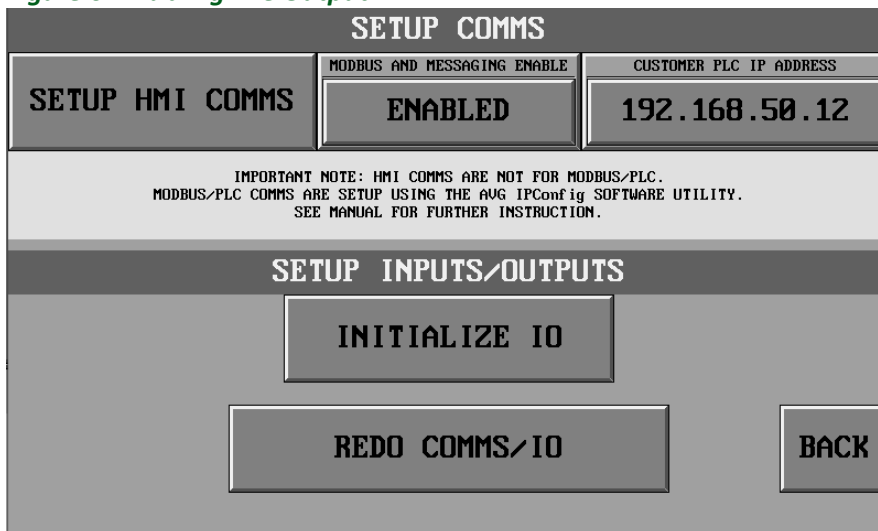 SETUP COMMS
SETUP HMI COMMS
MODBUS AND MESSAGING ENABLE
ENABLED
CUSTOMER PLC IP ADDRESS
192.168.50.12
IMPORTANT NOTE: HMI COMMS ARE NOT FOR MODBUS/PLC.
MODBUS/PLC COMMS ARE SETUP USING THE AVG IPConfig SOFTWARE UTILITY.
SEE MANUAL FOR FURTHER INSTRUCTION.
SETUP INPUTS/OUTPUTS
INITIALIZE IO
REDO COMMS/IO
BACK